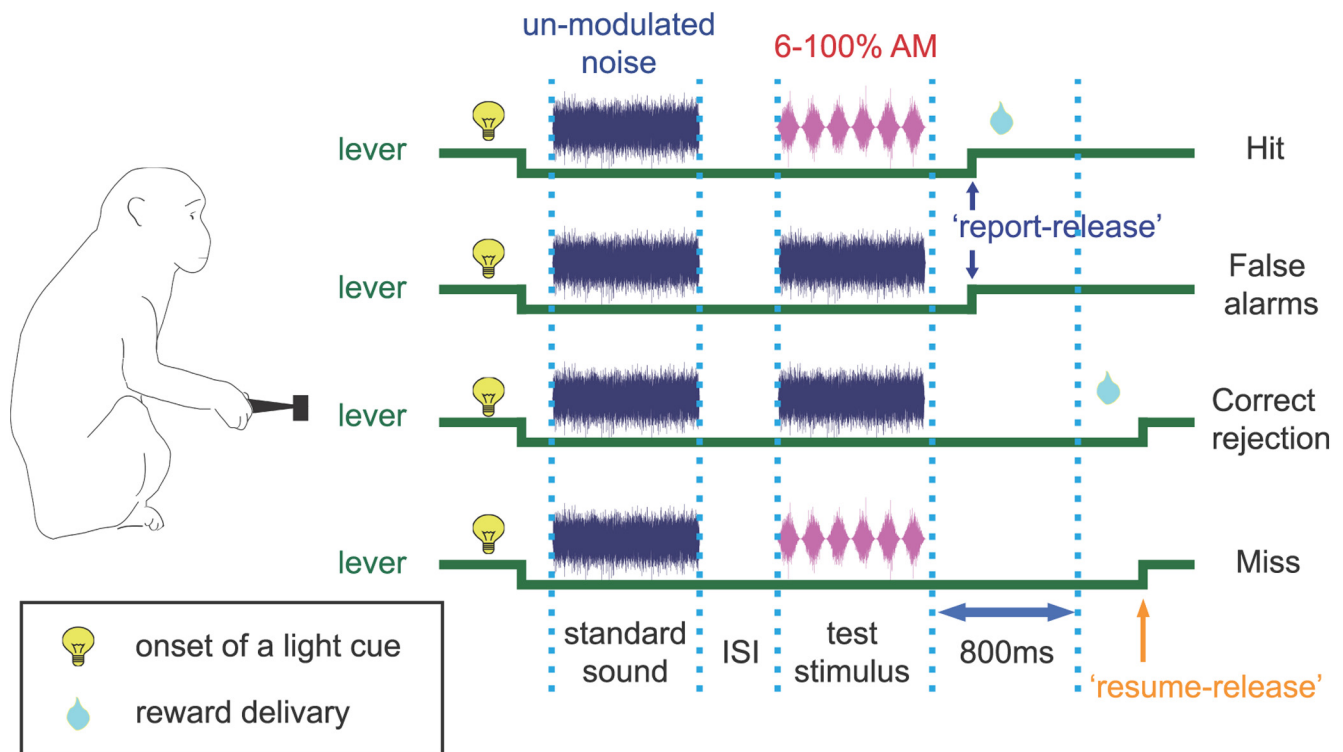 un-modulated
noise
6-100% AM
lever
Hit
'report-release'
lever
False
alarms
lever
Correct
rejection
lever
Miss
standard
sound
ISI
test
stimulus
800ms
'resume-release'
onset of a light cue
reward delivary